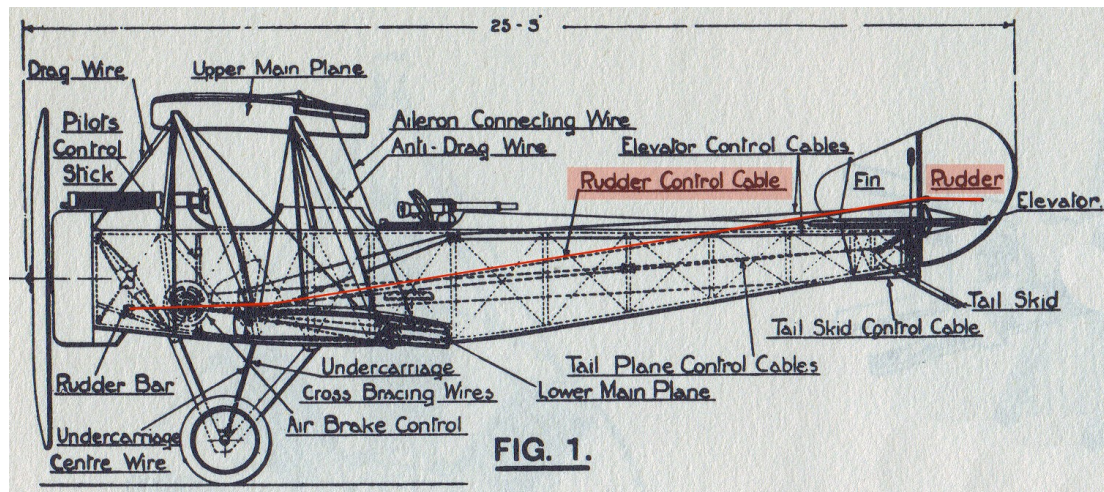 25 - 5'
Drag Wire
Upper Main Plane
Pilots
Control
Stick
Aileron Connecting Wire
Anti-Drag Wire
Elevator Control Cables
Rudder Control Cable
Fin
Rudder
Elevator.
Tail Skid
Tail Skid Control Cable
Tail Plane Control Cables
Lower Main Plane
Undercarriage
Cross Bracing Wires
Rudder Bar
Air Brake Control
Undercarriage
Centre Wire
FIG. 1.